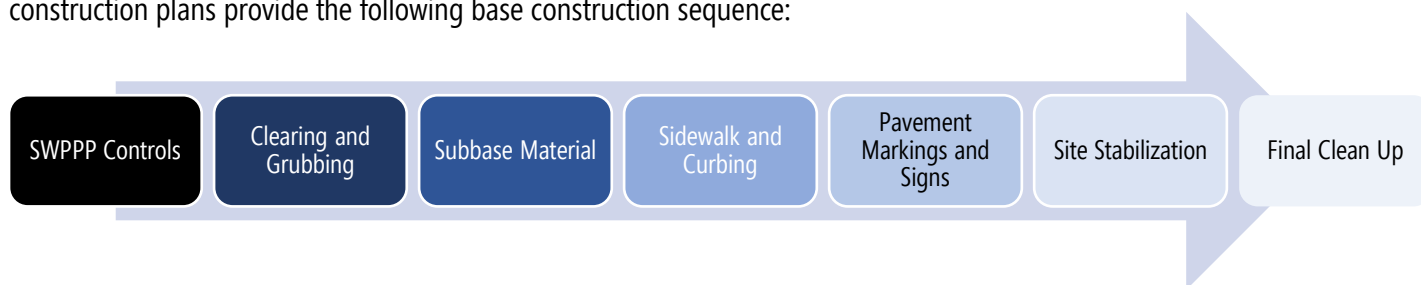 construction plans provide the following base construction sequence:
SWPPP Controls
Clearing and
Grubbing
Subbase Material
Sidewalk and
Curbing
Pavement
Markings and
Signs
Site Stabilization
Final Clean Up